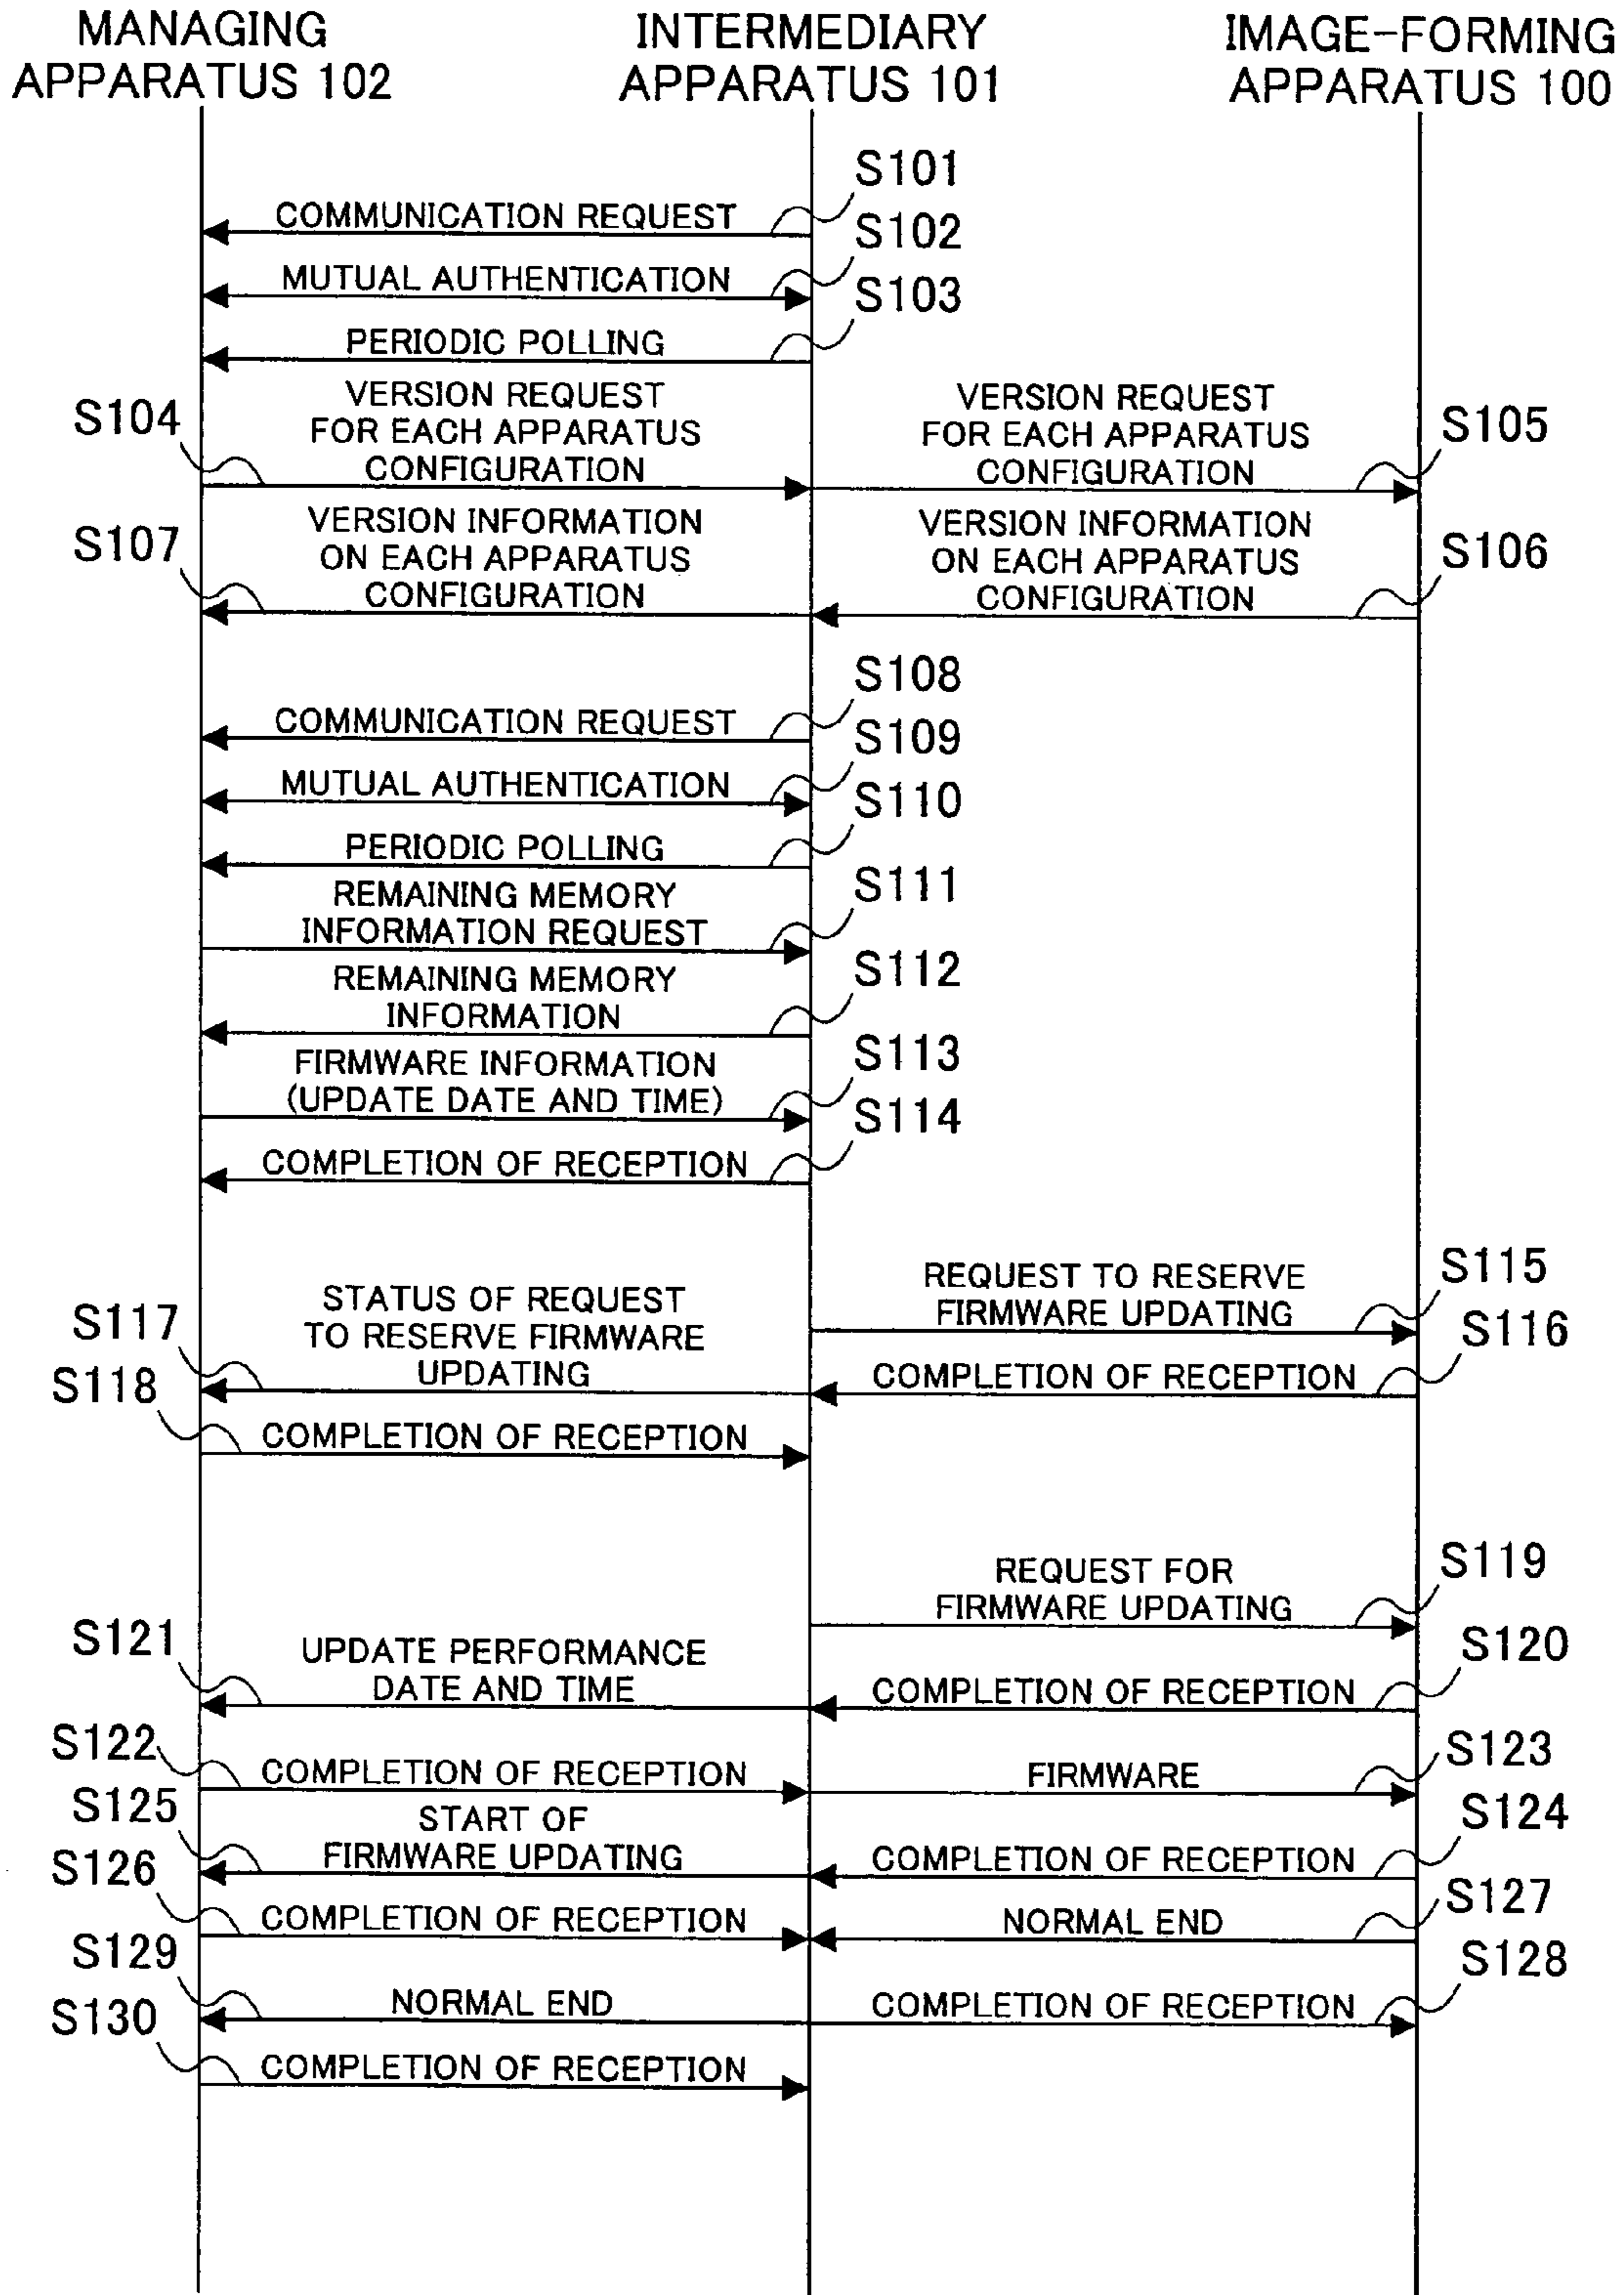 MANAGING
APPARATUS 102
INTERMEDIARY
APPARATUS 101
IMAGE-FORMING
APPARATUS 100
S101
COMMUNICATION REQUEST
S102
MUTUAL AUTHENTICATION
S103
PERIODIC POLLING
S104
VERSION REQUEST
FOR EACH APPARATUS
CONFIGURATION
VERSION REQUEST
FOR EACH APPARATUS
CONFIGURATION
S105
S107
VERSION INFORMATION
ON EACH APPARATUS
CONFIGURATION
VERSION INFORMATION
ON EACH APPARATUS
CONFIGURATION
S106
S108
COMMUNICATION REQUEST
S109
MUTUAL AUTHENTICATION
S110
PERIODIC POLLING
S111
REMAINING MEMORY
INFORMATION REQUEST
S112
REMAINING MEMORY
INFORMATION
S113
FIRMWARE INFORMATION
(UPDATE DATE AND TIME)
S114
COMPLETION OF RECEPTION
REQUEST TO RESERVE
FIRMWARE UPDATING
S115
S117
STATUS OF REQUEST
TO RESERVE FIRMWARE
UPDATING
S116
COMPLETION OF RECEPTION
S118
COMPLETION OF RECEPTION
REQUEST FOR
FIRMWARE UPDATING
S119
S121
UPDATE PERFORMANCE
DATE AND TIME
COMPLETION OF RECEPTION
S120
S122
COMPLETION OF RECEPTION
FIRMWARE
S123
S125
START OF
FIRMWARE UPDATING
COMPLETION OF RECEPTION
S124
S126
COMPLETION OF RECEPTION
NORMAL END
S127
S129
NORMAL END
COMPLETION OF RECEPTION
S128
S130
COMPLETION OF RECEPTION